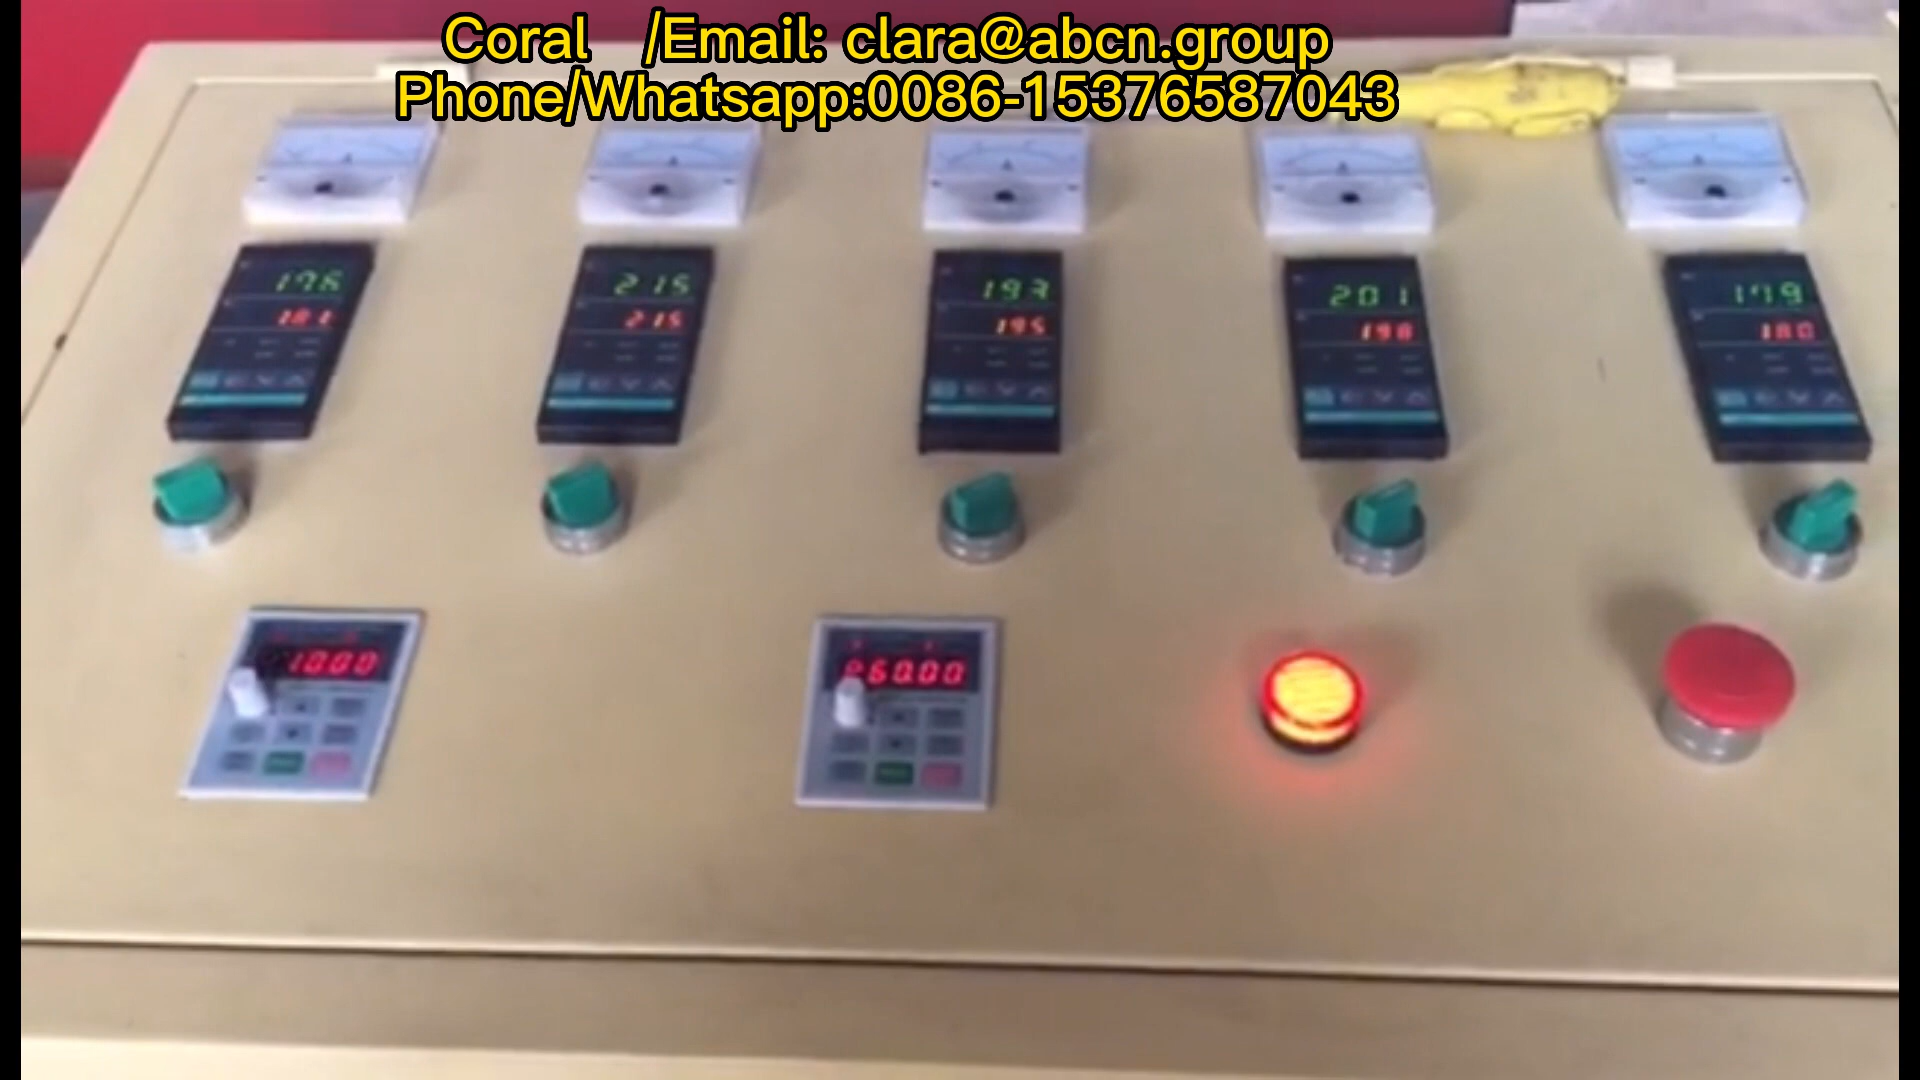 Coral /Email: clara@abcn.group
Phone/Whatsapp:0086-15376587043
176 215 193 201 179
181 215 195 198 180
10.00 60.00